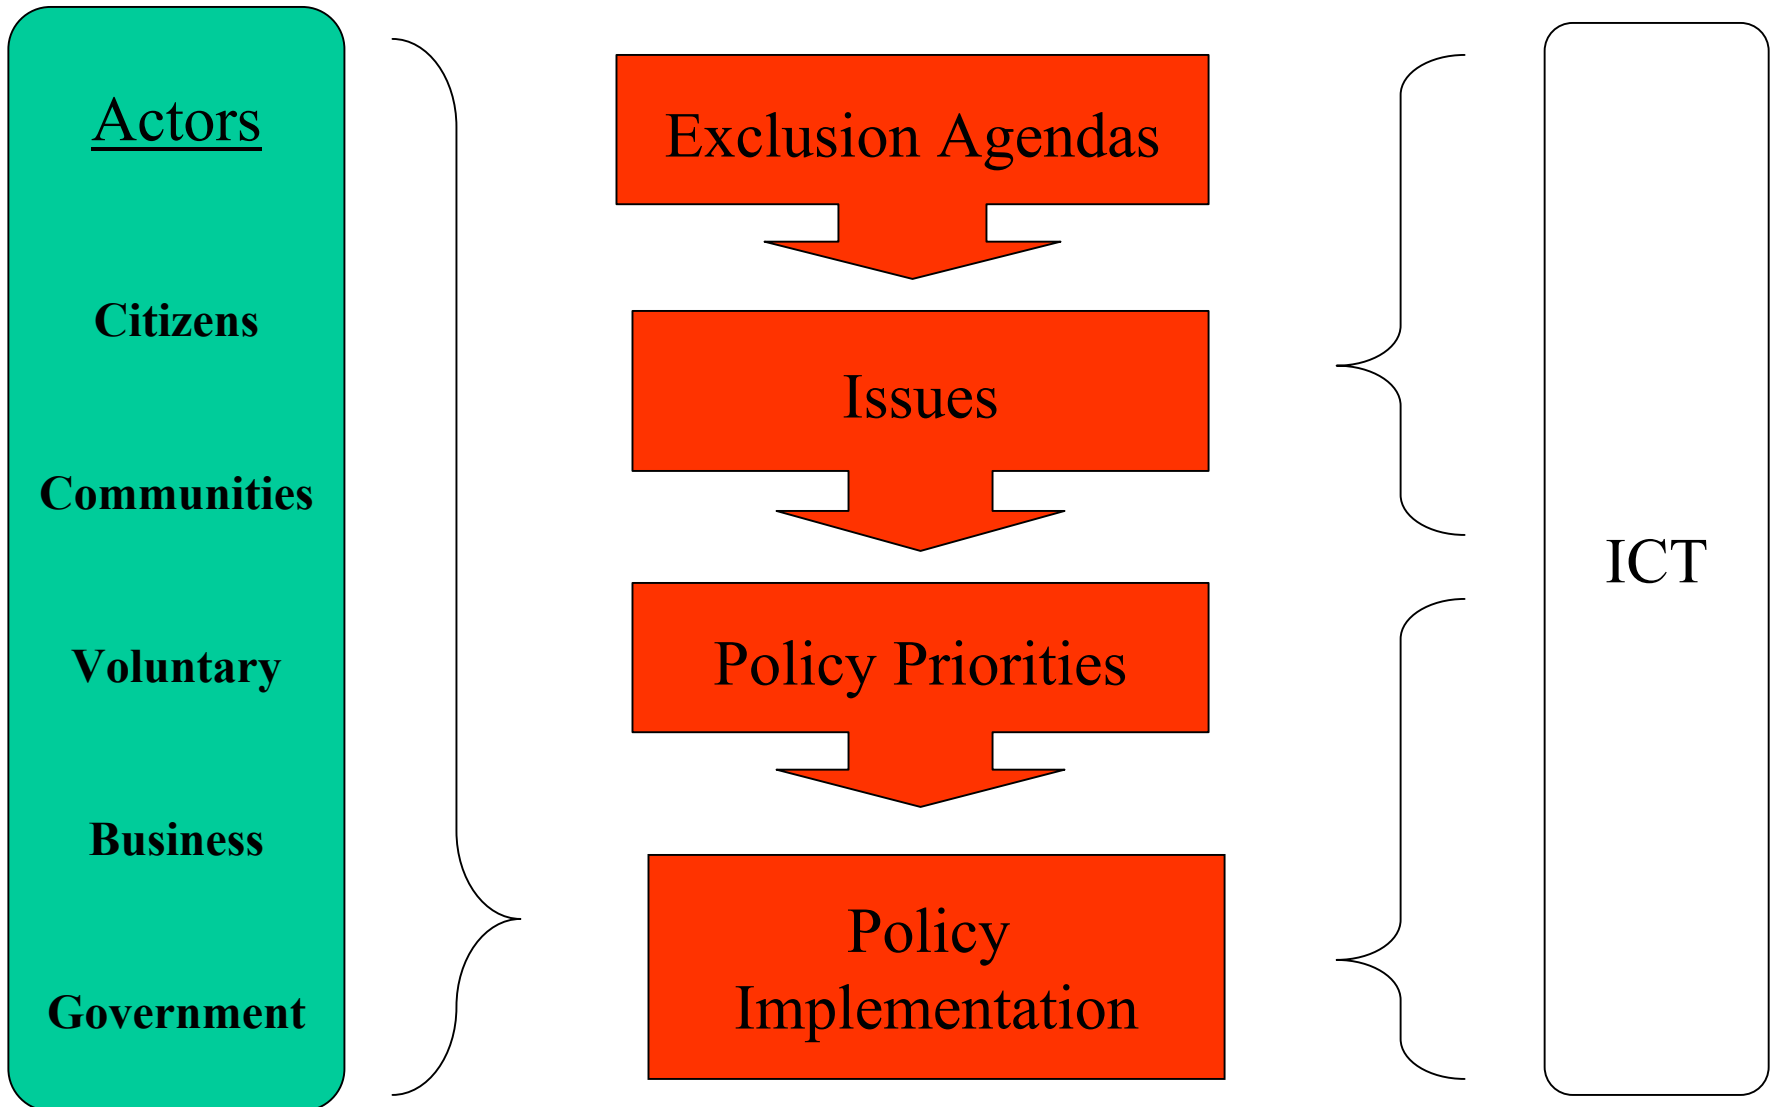 Actors
Citizens
Communities
Voluntary
Business
Government
Exclusion Agendas
Issues
Policy Priorities
Policy
Implementation
ICT